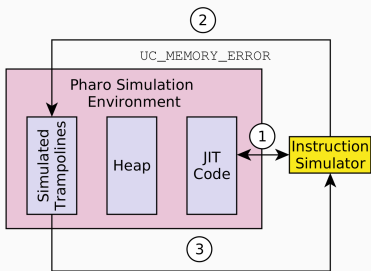 2
UC_MEMORY_ERROR
Pharo Simulation
Environment
Simulated
Trampolines
Heap
JIT
Code
1
Instruction
Simulator
3